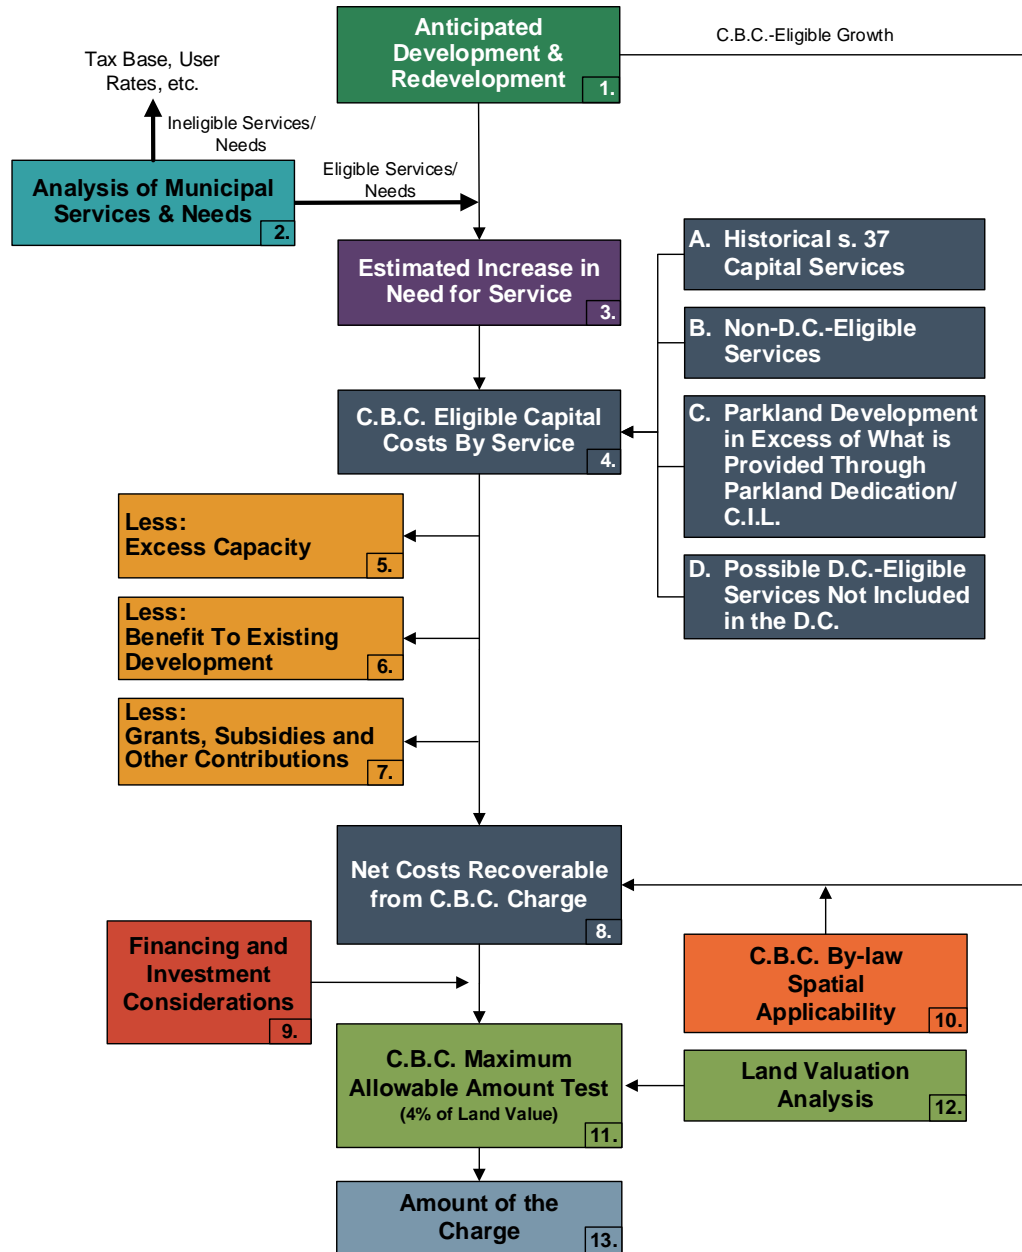 Anticipated
Development &
Redevelopment
1.
C.B.C.-Eligible Growth
Tax Base, User
Rates, etc.
Ineligible Services/
Needs
Eligible Services/
Needs
Analysis of Municipal
Services & Needs
2.
Estimated Increase in
Need for Service
3.
A. Historical s. 37
Capital Services
B. Non-D.C.-Eligible
Services
C. Parkland Development
in Excess of What is
Provided Through
Parkland Dedication/
C.I.L.
D. Possible D.C.-Eligible
Services Not Included
in the D.C.
C.B.C. Eligible Capital
Costs By Service
4.
Less:
Excess Capacity
5.
Less:
Benefit To Existing
Development
6.
Less:
Grants, Subsidies and
Other Contributions
7.
Net Costs Recoverable
from C.B.C. Charge
8.
Financing and
Investment
Considerations
9.
C.B.C. By-law
Spatial
Applicability
10.
C.B.C. Maximum
Allowable Amount Test
(4% of Land Value)
11.
Land Valuation
Analysis
12.
Amount of the
Charge
13.